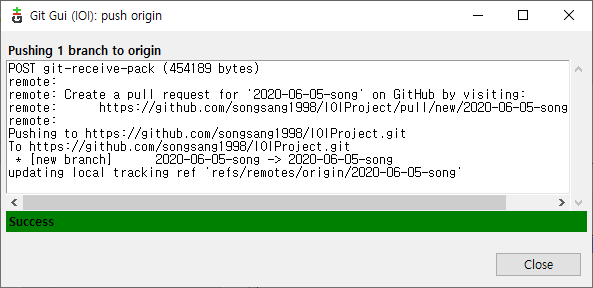 Git Gui (IOI): push origin
Pushing 1 branch to origin
POST git-receive-pack (454189 bytes)
remote:
remote: Create a pull request for '2020-06-05-song' on GitHub by visiting:
remote:      https://github.com/songsang1998/IOIProject/pull/new/2020-06-05-song
remote:
Pushing to https://github.com/songsang1998/IOIProject.git
To https://github.com/songsang1998/IOIProject.git
 * [new branch]      2020-06-05-song -> 2020-06-05-song
updating local tracking ref 'refs/remotes/origin/2020-06-05-song'
Success
Close